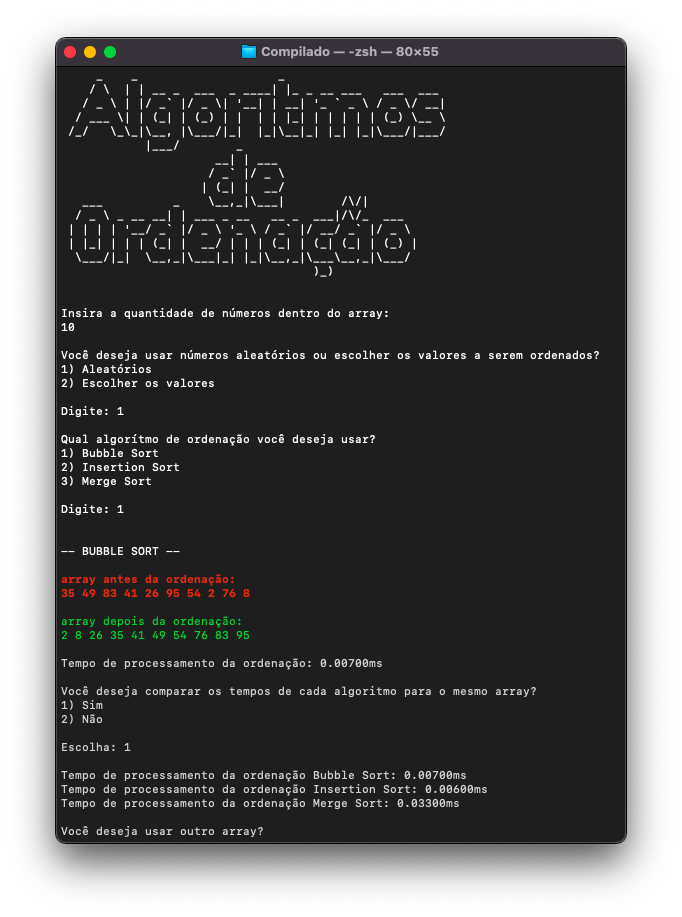 Compilado — -zsh — 80×55
Algoritmos
de
Ordenação
Insira a quantidade de números dentro do array:
10
Você deseja usar números aleatórios ou escolher os valores a serem ordenados?
1) Aleatórios
2) Escolher os valores
Digite: 1
Qual algorítmo de ordenação você deseja usar?
1) Bubble Sort
2) Insertion Sort
3) Merge Sort
Digite: 1
—— BUBBLE SORT ——
array antes da ordenação:
35 49 83 41 26 95 54 2 76 8
array depois da ordenação:
2 8 26 35 41 49 54 76 83 95
Tempo de processamento da ordenação: 0.00700ms
Você deseja comparar os tempos de cada algoritmo para o mesmo array?
1) Sim
2) Não
Escolha: 1
Tempo de processamento da ordenação Bubble Sort: 0.00700ms
Tempo de processamento da ordenação Insertion Sort: 0.00600ms
Tempo de processamento da ordenação Merge Sort: 0.03300ms
Você deseja usar outro array?